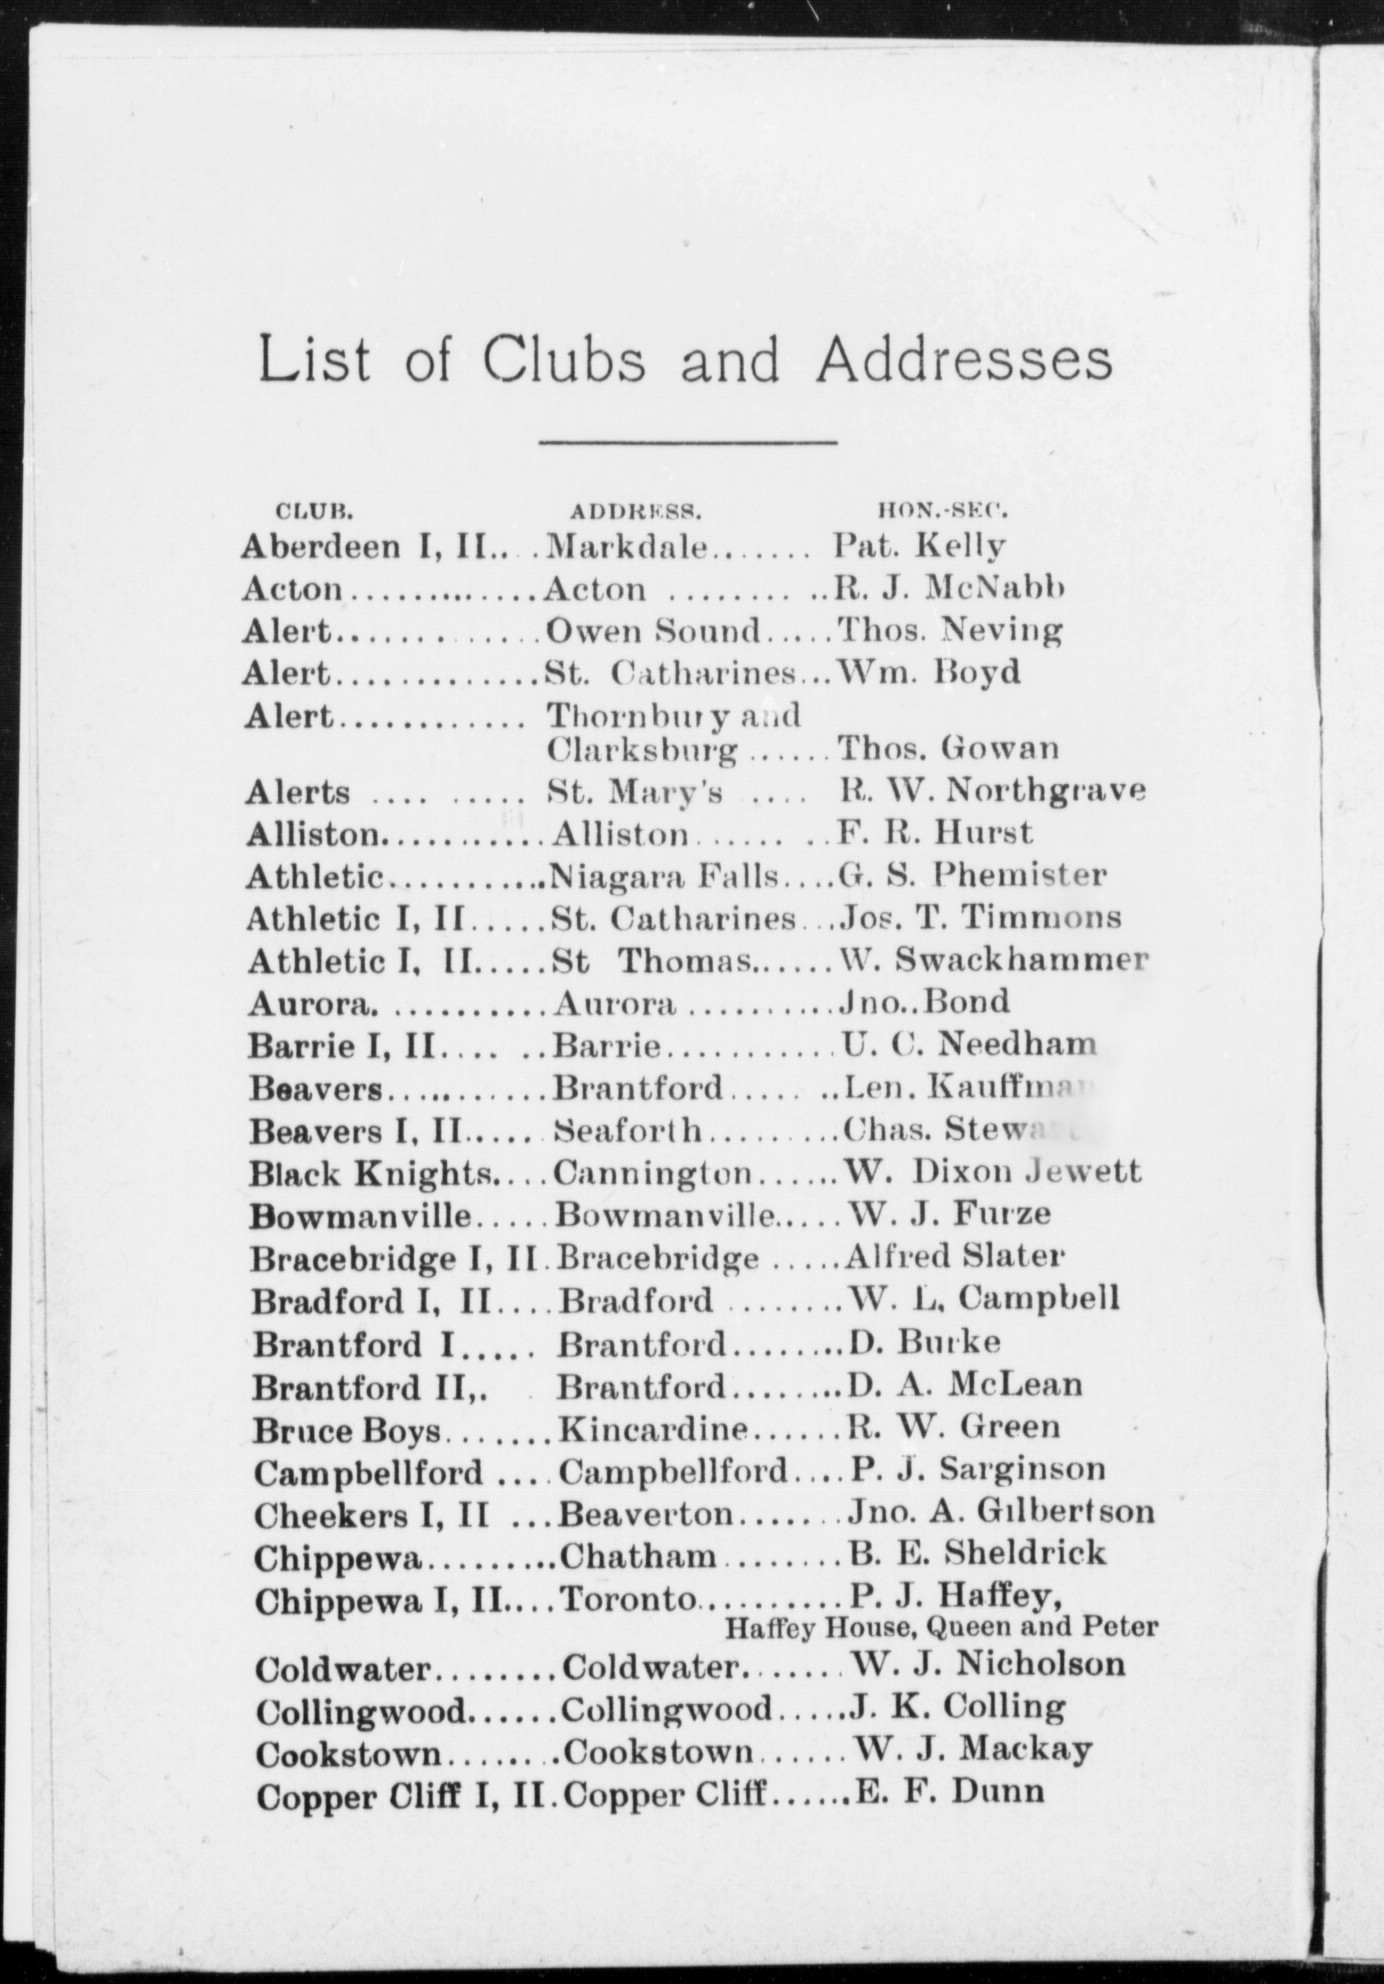 List of Clubs and Addresses
CLUB. ADDRESS. HON.-SEC.
Aberdeen I, II.. .Markdale....... Pat. Kelly
Acton.............Acton ..........R. J. McNabb
Alert.............Owen Sound.....Thos. Neving
Alert.............St. Catharines...Wm. Boyd
Alert............ Thornbury and
Clarksburg ......Thos. Gowan
Alerts .... ..... St. Mary's .... R. W. Northgrave
Alliston...........Alliston...... ..F. R. Hurst
Athletic...........Niagara Falls....G. S. Phemister
Athletic I, II.....St. Catharines...Jos. T. Timmons
Athletic I, II.....St Thomas......W. Swackhammer
Aurora. ..........Aurora ..........Jno..Bond
Barrie I, II.... ..Barrie...........U. C. Needham
Beavers...........Brantford..... ..Len. Kauffman
Beavers I, II..... Seaforth.........Chas. Stewart
Black Knights....Cannington......W. Dixon Jewett
Bowmanville.....Bowmanville.....W. J. Furze
Bracebridge I, II.Bracebridge .....Alfred Slater
Bradford I, II....Bradford ........W. L. Campbell
Brantford I..... Brantford........D. Burke
Brantford II,. . Brantford........D. A. McLean
Bruce Boys.......Kincardine......R. W. Green
Campbellford ....Campbellford....P. J. Sarginson
Cheekers I, II ...Beaverton.......Jno. A. Gilbertson
Chippewa.........Chatham........B. E. Sheldrick
Chippewa I, II....Toronto..........P. J. Haffey,
Haffey House, Queen and Peter
Coldwater........Coldwater.......W. J. Nicholson
Collingwood......Collingwood.....J. K. Colling
Cookstown.......Cookstown......W. J. Mackay
Copper Cliff I, II.Copper Cliff......E. F. Dunn